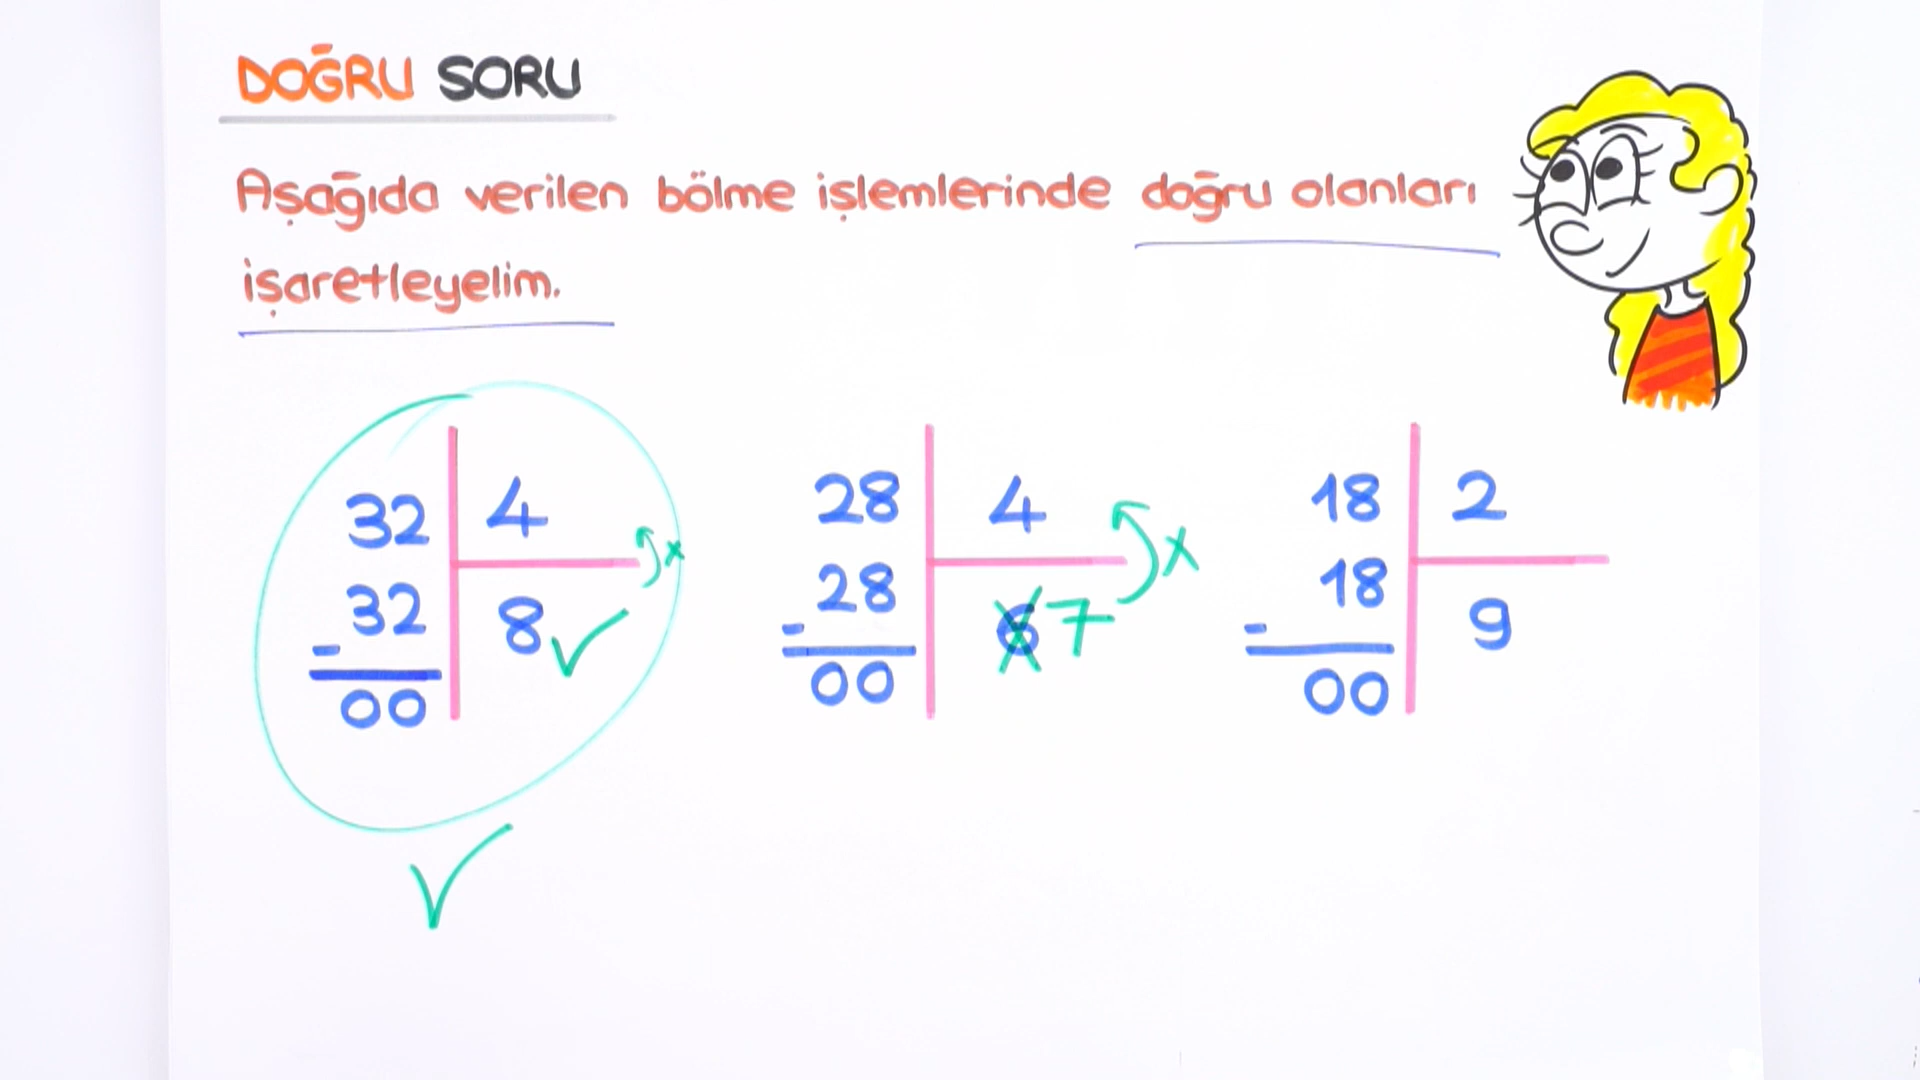 DOĞRU SORU
Aşağıda verilen bölme işlemlerinde doğru olanları
işaretleyelim.
32 4
32 8
-
00
28 4 x
28 6 7
-
00
18 2
18 9
-
00
x